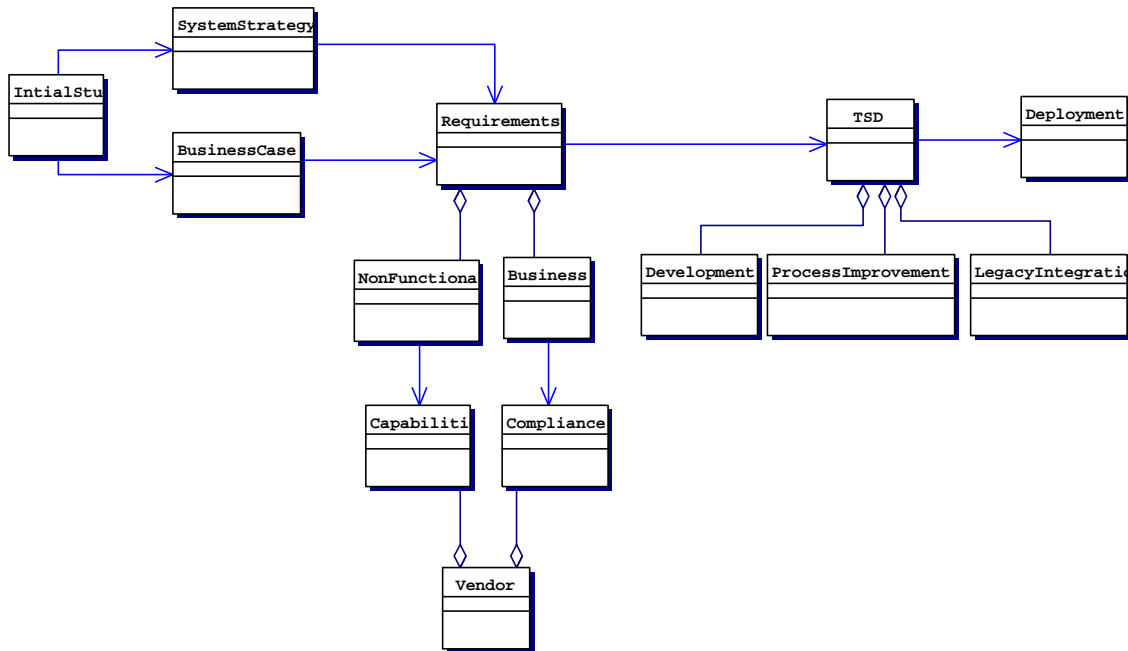 SystemStrategy
IntialStu
BusinessCase
Requirements
TSD
Deployment
NonFunctiona
Business
Development
ProcessImprovement
LegacyIntegratio
Capabiliti
Compliance
Vendor